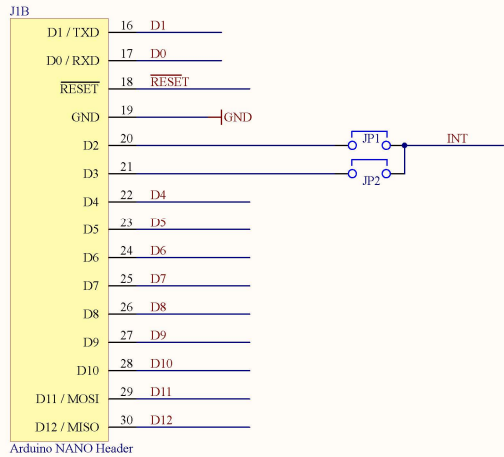 J1B
D1 / TXD 16 D1
D0 / RXD 17 D0
RESET 18 RESET
GND 19 GND
D2 20 JP1 INT
D3 21 JP2
D4 22 D4
D5 23 D5
D6 24 D6
D7 25 D7
D8 26 D8
D9 27 D9
D10 28 D10
D11 / MOSI 29 D11
D12 / MISO 30 D12
Arduino NANO Header